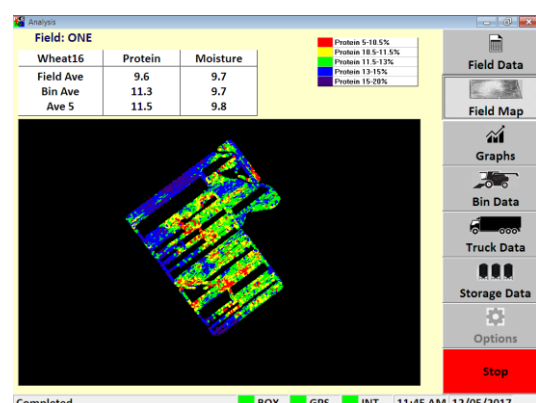 Analysis
Field: ONE
Wheat16 Protein Moisture
Field Ave 9.6 9.7
Bin Ave 11.3 9.7
Ave 5 11.5 9.8
Protein 5-10.5%
Protein 10.5-11.5%
Protein 11.5-13%
Protein 13-15%
Protein 15-20%
Field Data
Field Map
Graphs
Bin Data
Truck Data
Storage Data
Options
Stop
Completed BOX GPS INT 11:45 AM 12/05/2017